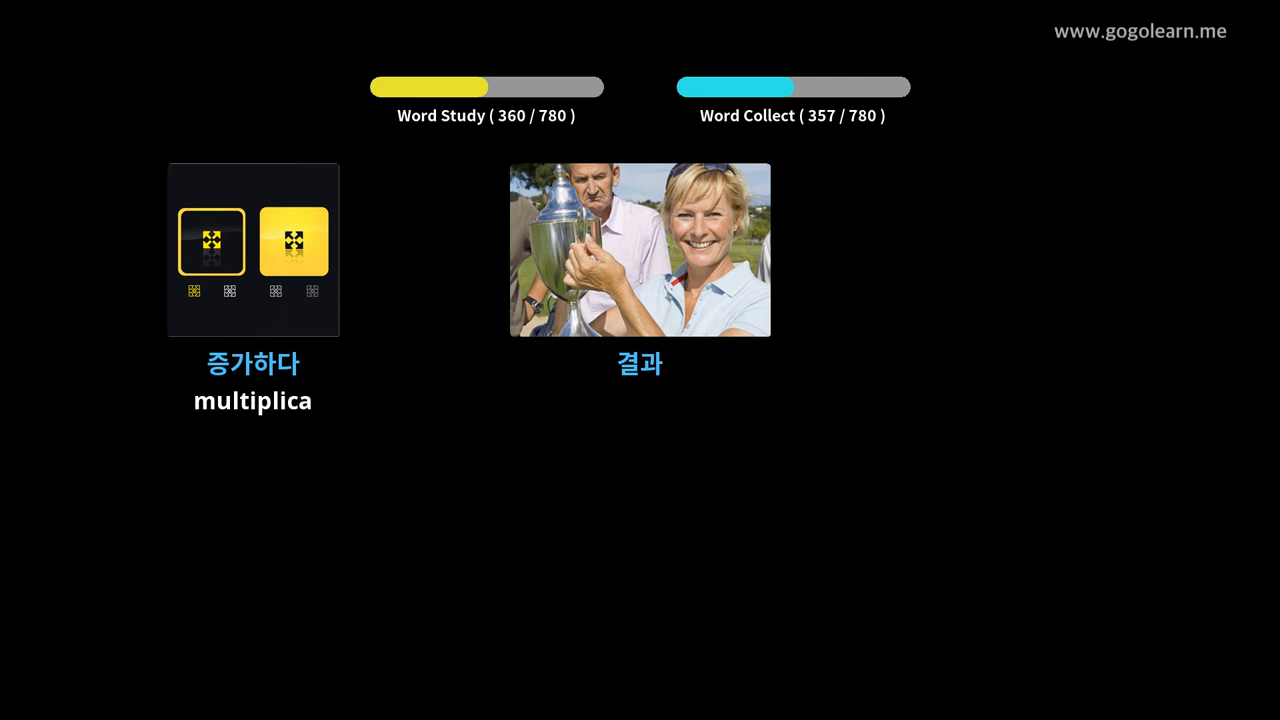 www.gogolearn.me
Word Study ( 360 / 780 )
Word Collect ( 357 / 780 )
증가하다
결과
multiplica